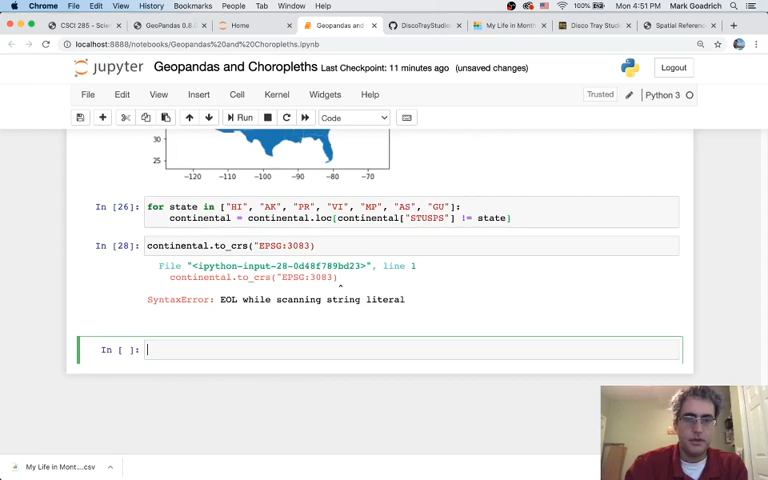 Chrome File Edit View History Bookmarks People Tab Window Help 100% Mon 4:51 PM Mark Goadrich
CSCI 285 - Scie GeoPandas 0.8. Home Geopandas and DiscoTrayStudie My Life in Mont Disco Tray Stud Spatial Referenc
localhost:8888/notebooks/Geopandas%20and%20Choropleths.ipynb
jupyter Geopandas and Choropleths Last Checkpoint: 11 minutes ago (unsaved changes) Logout
File Edit View Insert Cell Kernel Widgets Help Trusted Python 3
Run Code
30
25
−120 −110 −100 −90 −80 −70
In [26]: for state in ["HI", "AK", "PR", "VI", "MP", "AS", "GU"]:
continental = continental.loc[continental["STUSPS"] != state]
In [28]: continental.to_crs("EPSG:3083)
File "<ipython-input-28-0d48f789bd23>", line 1
continental.to_crs("EPSG:3083)
^
SyntaxError: EOL while scanning string literal
In [ ]:
My Life in Mont....csv